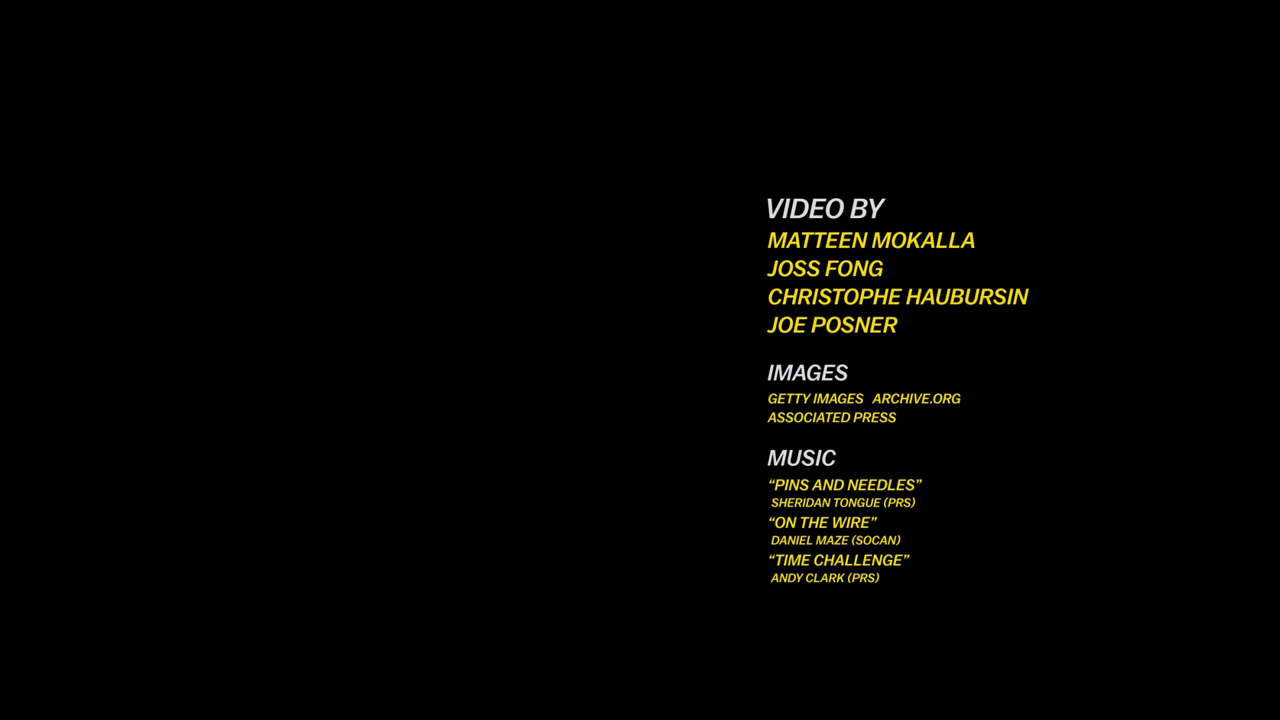 VIDEO BY
MATTEEN MOKALLA
JOSS FONG
CHRISTOPHE HAUBURSIN
JOE POSNER
IMAGES
GETTY IMAGES ARCHIVE.ORG
ASSOCIATED PRESS
MUSIC
“PINS AND NEEDLES”
SHERIDAN TONGUE (PRS)
“ON THE WIRE”
DANIEL MAZE (SOCAN)
“TIME CHALLENGE”
ANDY CLARK (PRS)